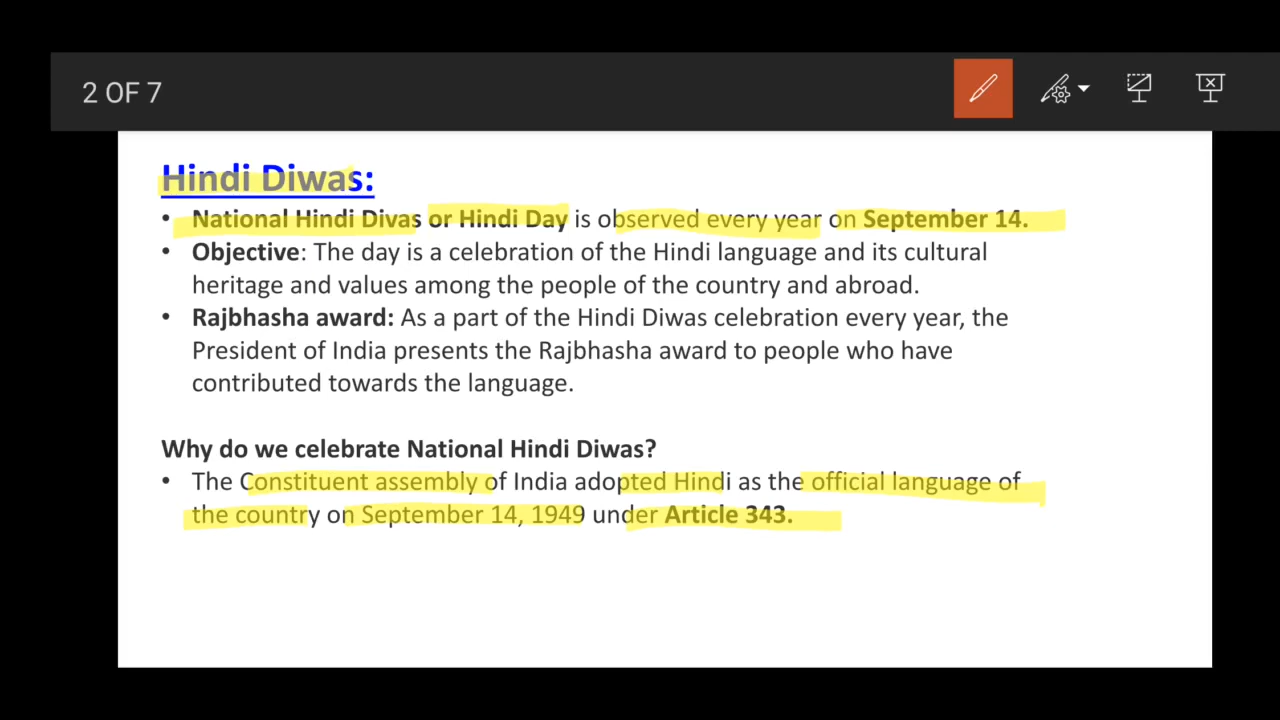 2 OF 7
Hindi Diwas:
• National Hindi Divas or Hindi Day is observed every year on September 14.
• Objective: The day is a celebration of the Hindi language and its cultural
heritage and values among the people of the country and abroad.
• Rajbhasha award: As a part of the Hindi Diwas celebration every year, the
President of India presents the Rajbhasha award to people who have
contributed towards the language.
Why do we celebrate National Hindi Diwas?
• The Constituent assembly of India adopted Hindi as the official language of
the country on September 14, 1949 under Article 343.